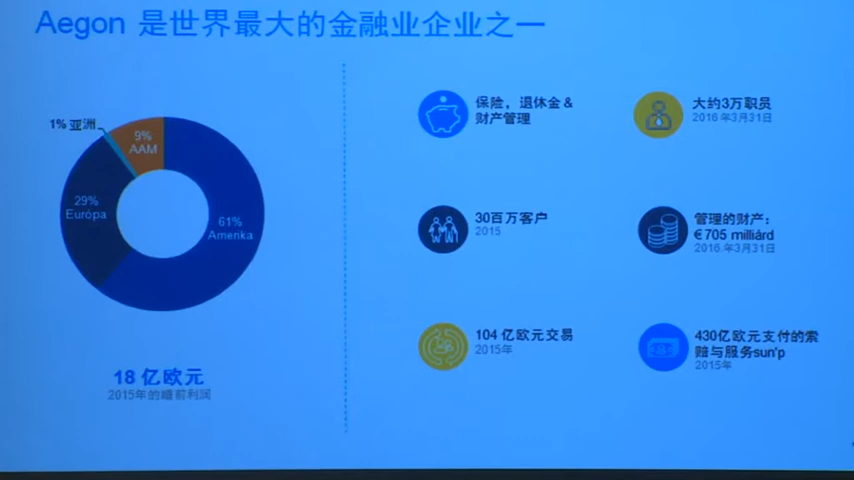 Aegon 是世界最大的金融业企业之一
1% 亚洲
9%
AAM
29%
Európa
61%
Amerika
18 亿欧元
2015年的税前利润
保险，退休金 &
财产管理
大约3万职员
2016 年3月31日
30百万客户
2015
管理的财产：
€ 705 milliárd
2016 年3月31日
104 亿欧元交易
2015年
430亿欧元支付的索
赔与服务sun'p
2015年